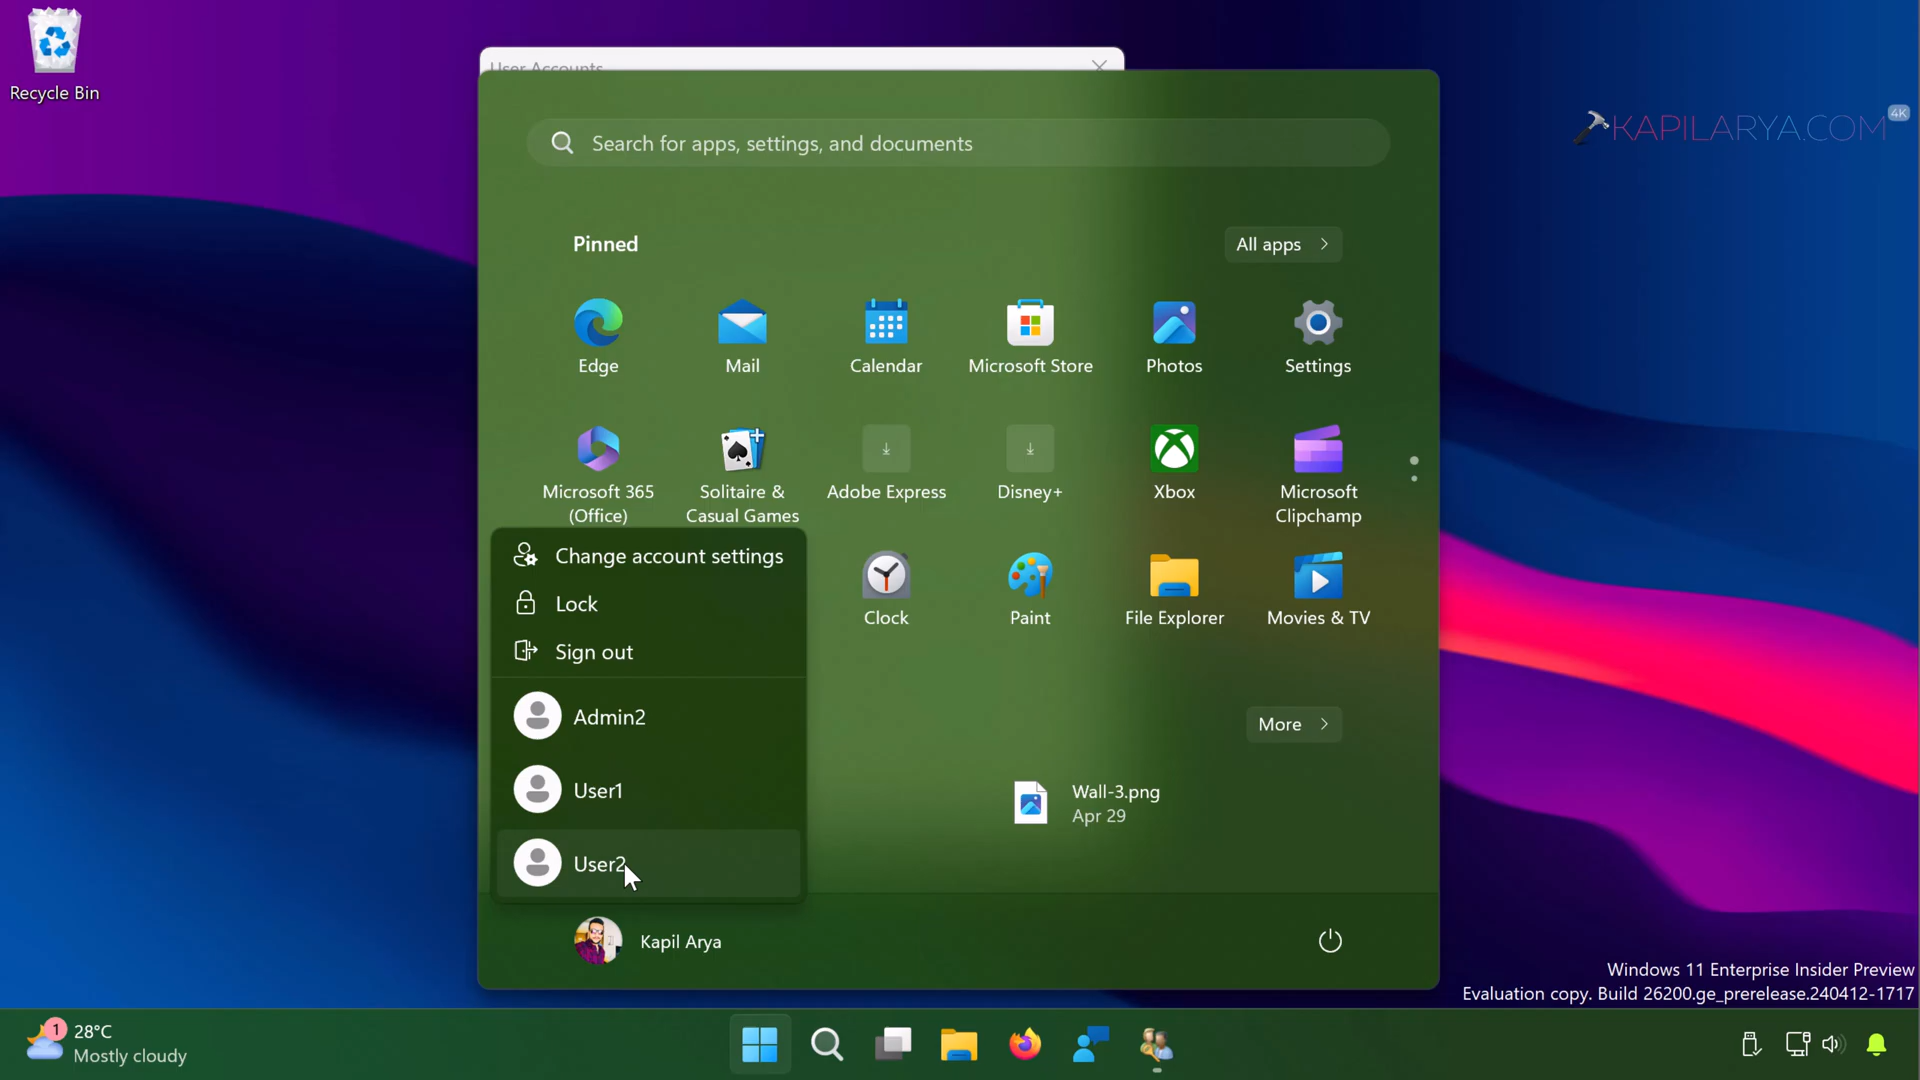 Recycle Bin
User Accounts
KAPILARYA.COM
4K
Search for apps, settings, and documents
Pinned
All apps
Edge
Mail
Calendar
Microsoft Store
Photos
Settings
Microsoft 365
(Office)
Solitaire &
Casual Games
Adobe Express
Disney+
Xbox
Microsoft
Clipchamp
Change account settings
Lock
Sign out
Clock
Paint
File Explorer
Movies & TV
Admin2
User1
User2
More
Wall-3.png
Apr 29
Kapil Arya
Windows 11 Enterprise Insider Preview
Evaluation copy. Build 26200.ge_prerelease.240412-1717
1
28°C
Mostly cloudy